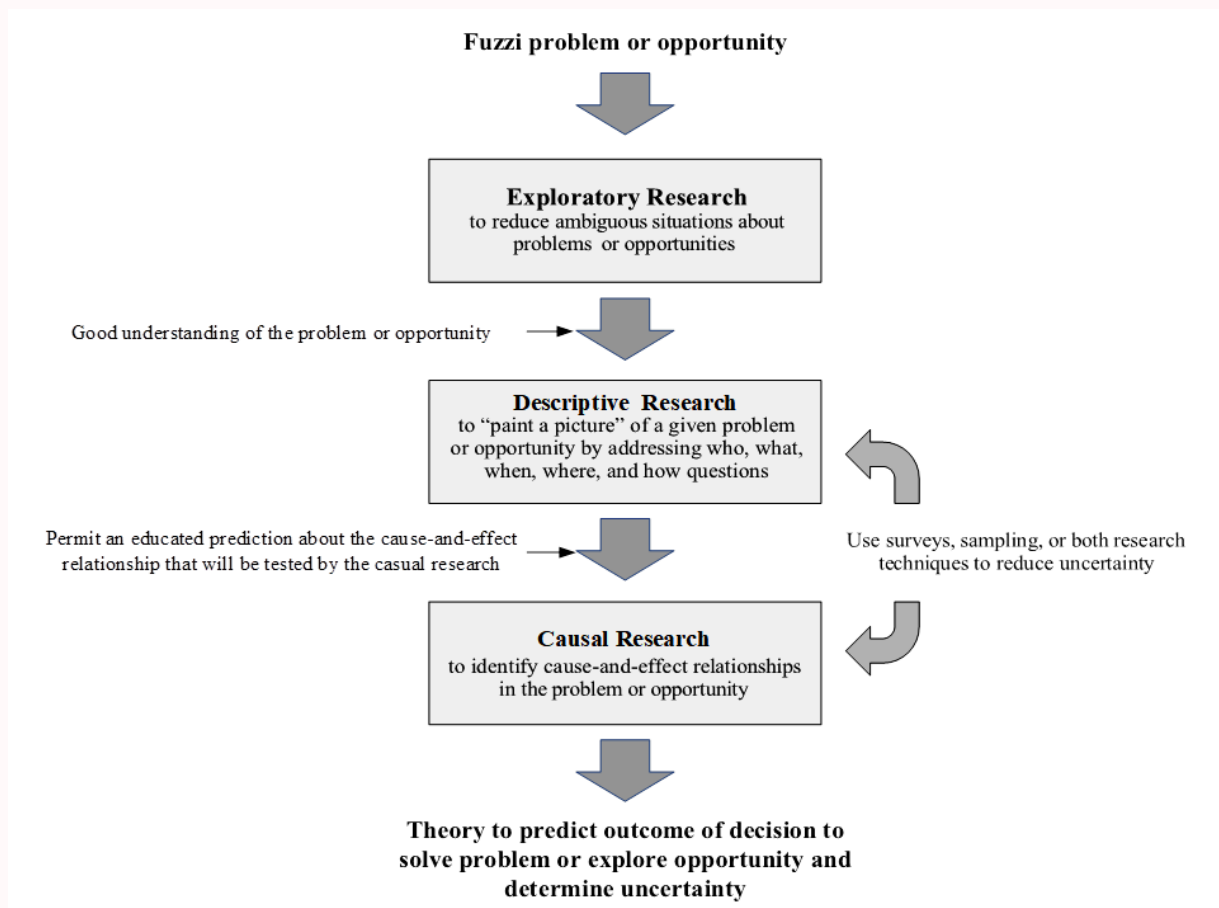 Fuzzi problem or opportunity
Exploratory Research
to reduce ambiguous situations about
problems or opportunities
Good understanding of the problem or opportunity
Descriptive Research
to “paint a picture” of a given problem
or opportunity by addressing who, what,
when, where, and how questions
Permit an educated prediction about the cause-and-effect
relationship that will be tested by the casual research
Use surveys, sampling, or both research
techniques to reduce uncertainty
Causal Research
to identify cause-and-effect relationships
in the problem or opportunity
Theory to predict outcome of decision to
solve problem or explore opportunity and
determine uncertainty